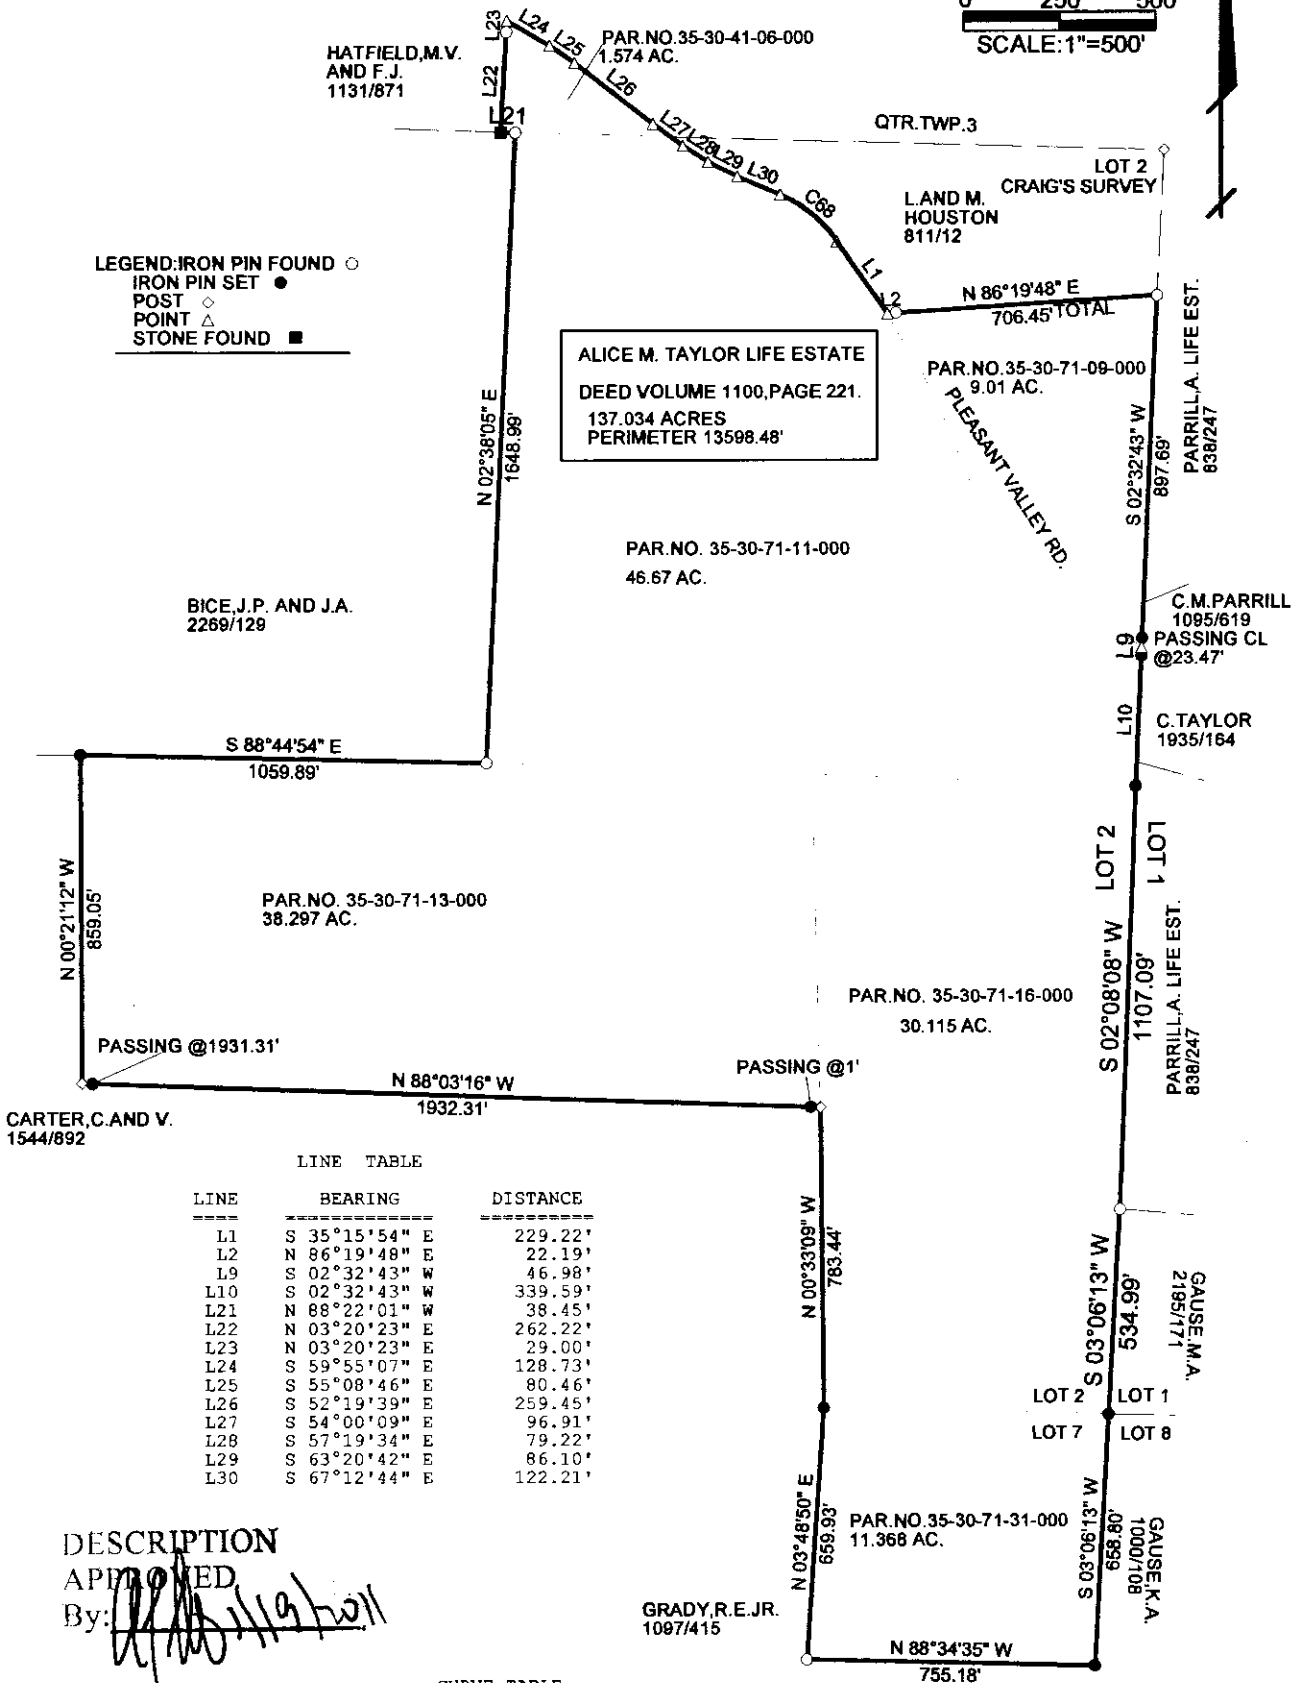 0 250 500
SCALE:1"=500'
HATFIELD,M.V.
AND F.J.
1131/871
L23
L24
L25
PAR.NO.35-30-41-06-000
1.574 AC.
L22
L26
L21
L27
L28
L29
L30
QTR.TWP.3
LOT 2
CRAIG'S SURVEY
L.AND M.
HOUSTON
811/12
C68
L1
L2
N 86°19'48" E
706.45' TOTAL
LEGEND:IRON PIN FOUND ○
IRON PIN SET ●
POST ◇
POINT △
STONE FOUND ■
ALICE M. TAYLOR LIFE ESTATE
DEED VOLUME 1100,PAGE 221.
137.034 ACRES
PERIMETER 13598.48'
PAR.NO.35-30-71-09-000
9.01 AC.
PLEASANT VALLEY RD.
S 02°32'43" W
897.69'
PARRILL,A. LIFE EST.
838/247
N 02°38'05" E
1648.99'
PAR.NO. 35-30-71-11-000
46.67 AC.
BICE,J.P. AND J.A.
2269/129
C.M.PARRILL
1095/619
L9
PASSING CL
@23.47'
L10
C.TAYLOR
1935/164
S 88°44'54" E
1059.89'
LOT 2
LOT 1
N 00°21'12" W
859.05'
PAR.NO. 35-30-71-13-000
38.297 AC.
S 02°08'08" W
1107.09'
PARRILL,A. LIFE EST.
838/247
PAR.NO. 35-30-71-16-000
30.115 AC.
PASSING @1931.31'
PASSING @1'
N 88°03'16" W
1932.31'
CARTER,C.AND V.
1544/892
N 00°33'09" W
783.44'
S 03°06'13" W
534.99'
GAUSE,M.A.
2195/171
LOT 2
LOT 1
LOT 7
LOT 8
LINE TABLE
LINE BEARING DISTANCE
==== ============= ==========
L1 S 35°15'54" E 229.22'
L2 N 86°19'48" E 22.19'
L9 S 02°32'43" W 46.98'
L10 S 02°32'43" W 339.59'
L21 N 88°22'01" W 38.45'
L22 N 03°20'23" E 262.22'
L23 N 03°20'23" E 29.00'
L24 S 59°55'07" E 128.73'
L25 S 55°08'46" E 80.46'
L26 S 52°19'39" E 259.45'
L27 S 54°00'09" E 96.91'
L28 S 57°19'34" E 79.22'
L29 S 63°20'42" E 86.10'
L30 S 67°12'44" E 122.21'
N 03°48'50" E
659.93'
PAR.NO.35-30-71-31-000
11.368 AC.
S 03°06'13" W
658.80'
GAUSE,K.A.
1000/108
DESCRIPTION
APPROVED
By:
GRADY,R.E.JR.
1097/415
N 88°34'35" W
755.18'